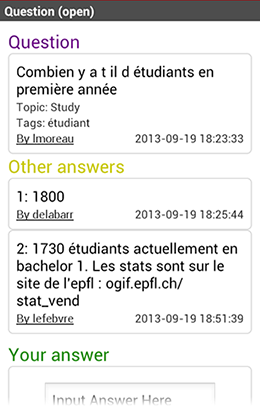 Question (open)
Question
Combien y a t il d étudiants en
première année
Topic: Study
Tags: étudiant
By lmoreau 2013-09-19 18:23:33
Other answers
1: 1800
By delabarr 2013-09-19 18:25:44
2: 1730 étudiants actuellement en
bachelor 1. Les stats sont sur le
site de l'epfl : ogif.epfl.ch/
stat_vend
By lefebvre 2013-09-19 18:51:39
Your answer
Input Answer Here